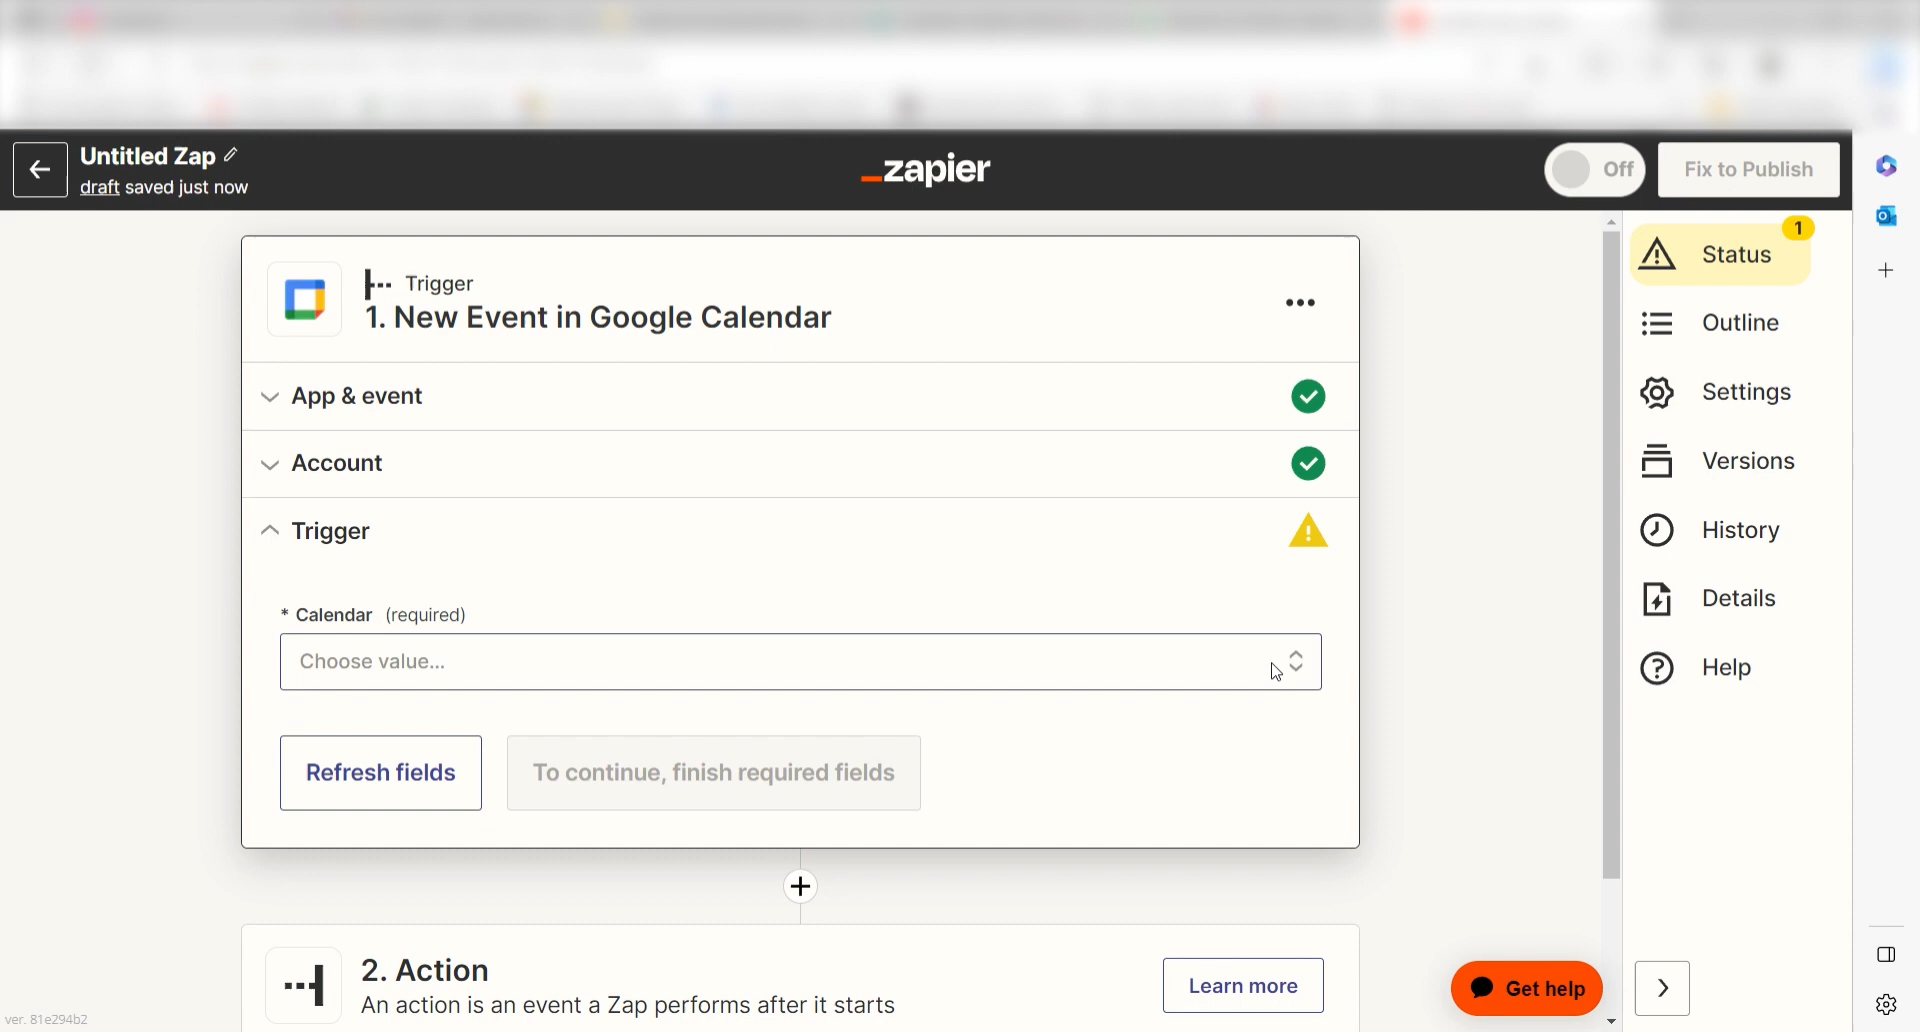 Untitled Zap
draft saved just now
zapier
Off
Fix to Publish
Trigger
1. New Event in Google Calendar
App & event
Account
Trigger
* Calendar (required)
Choose value...
Refresh fields
To continue, finish required fields
2. Action
An action is an event a Zap performs after it starts
Learn more
1
Status
Outline
Settings
Versions
History
Details
Help
Get help
ver. 81e294b2